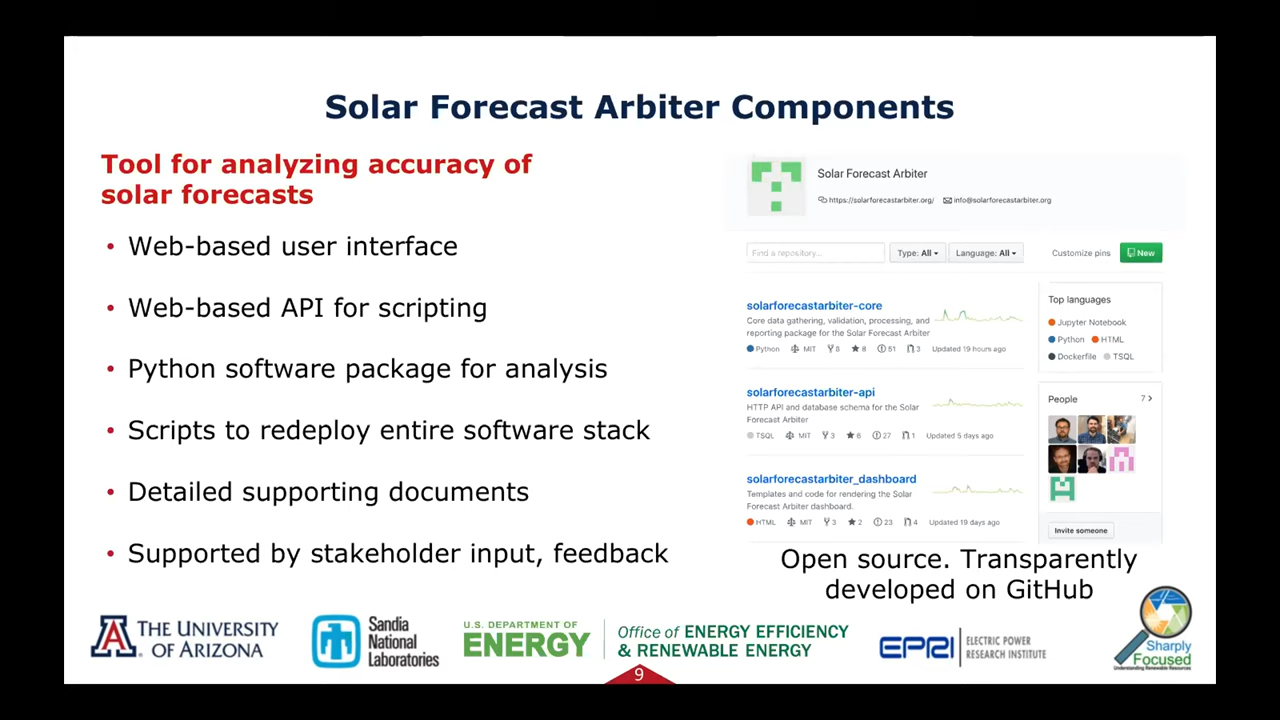 Solar Forecast Arbiter Components
Tool for analyzing accuracy of
solar forecasts
• Web-based user interface
• Web-based API for scripting
• Python software package for analysis
• Scripts to redeploy entire software stack
• Detailed supporting documents
• Supported by stakeholder input, feedback
Solar Forecast Arbiter
https://solarforecastarbiter.org/ info@solarforecastarbiter.org
Find a repository...
Type: All
Language: All
Customize pins
New
solarforecastarbiter-core
Core data gathering, validation, processing, and
reporting package for the Solar Forecast Arbiter
Python MIT 8 8 51 3 Updated 19 hours ago
solarforecastarbiter-api
HTTP API and database schema for the Solar
Forecast Arbiter
TSQL MIT 3 6 27 1 Updated 5 days ago
solarforecastarbiter_dashboard
Templates and code for rendering the Solar
Forecast Arbiter dashboard.
HTML MIT 3 2 23 4 Updated 19 days ago
Top languages
Jupyter Notebook
Python HTML
Dockerfile TSQL
People 7 >
Invite someone
Open source. Transparently
developed on GitHub
A THE UNIVERSITY
OF ARIZONA
Sandia
National
Laboratories
U.S. DEPARTMENT OF
ENERGY
Office of ENERGY EFFICIENCY
& RENEWABLE ENERGY
EPRI
ELECTRIC POWER
RESEARCH INSTITUTE
Sharply
Focused
Understanding Renewable Resources
9